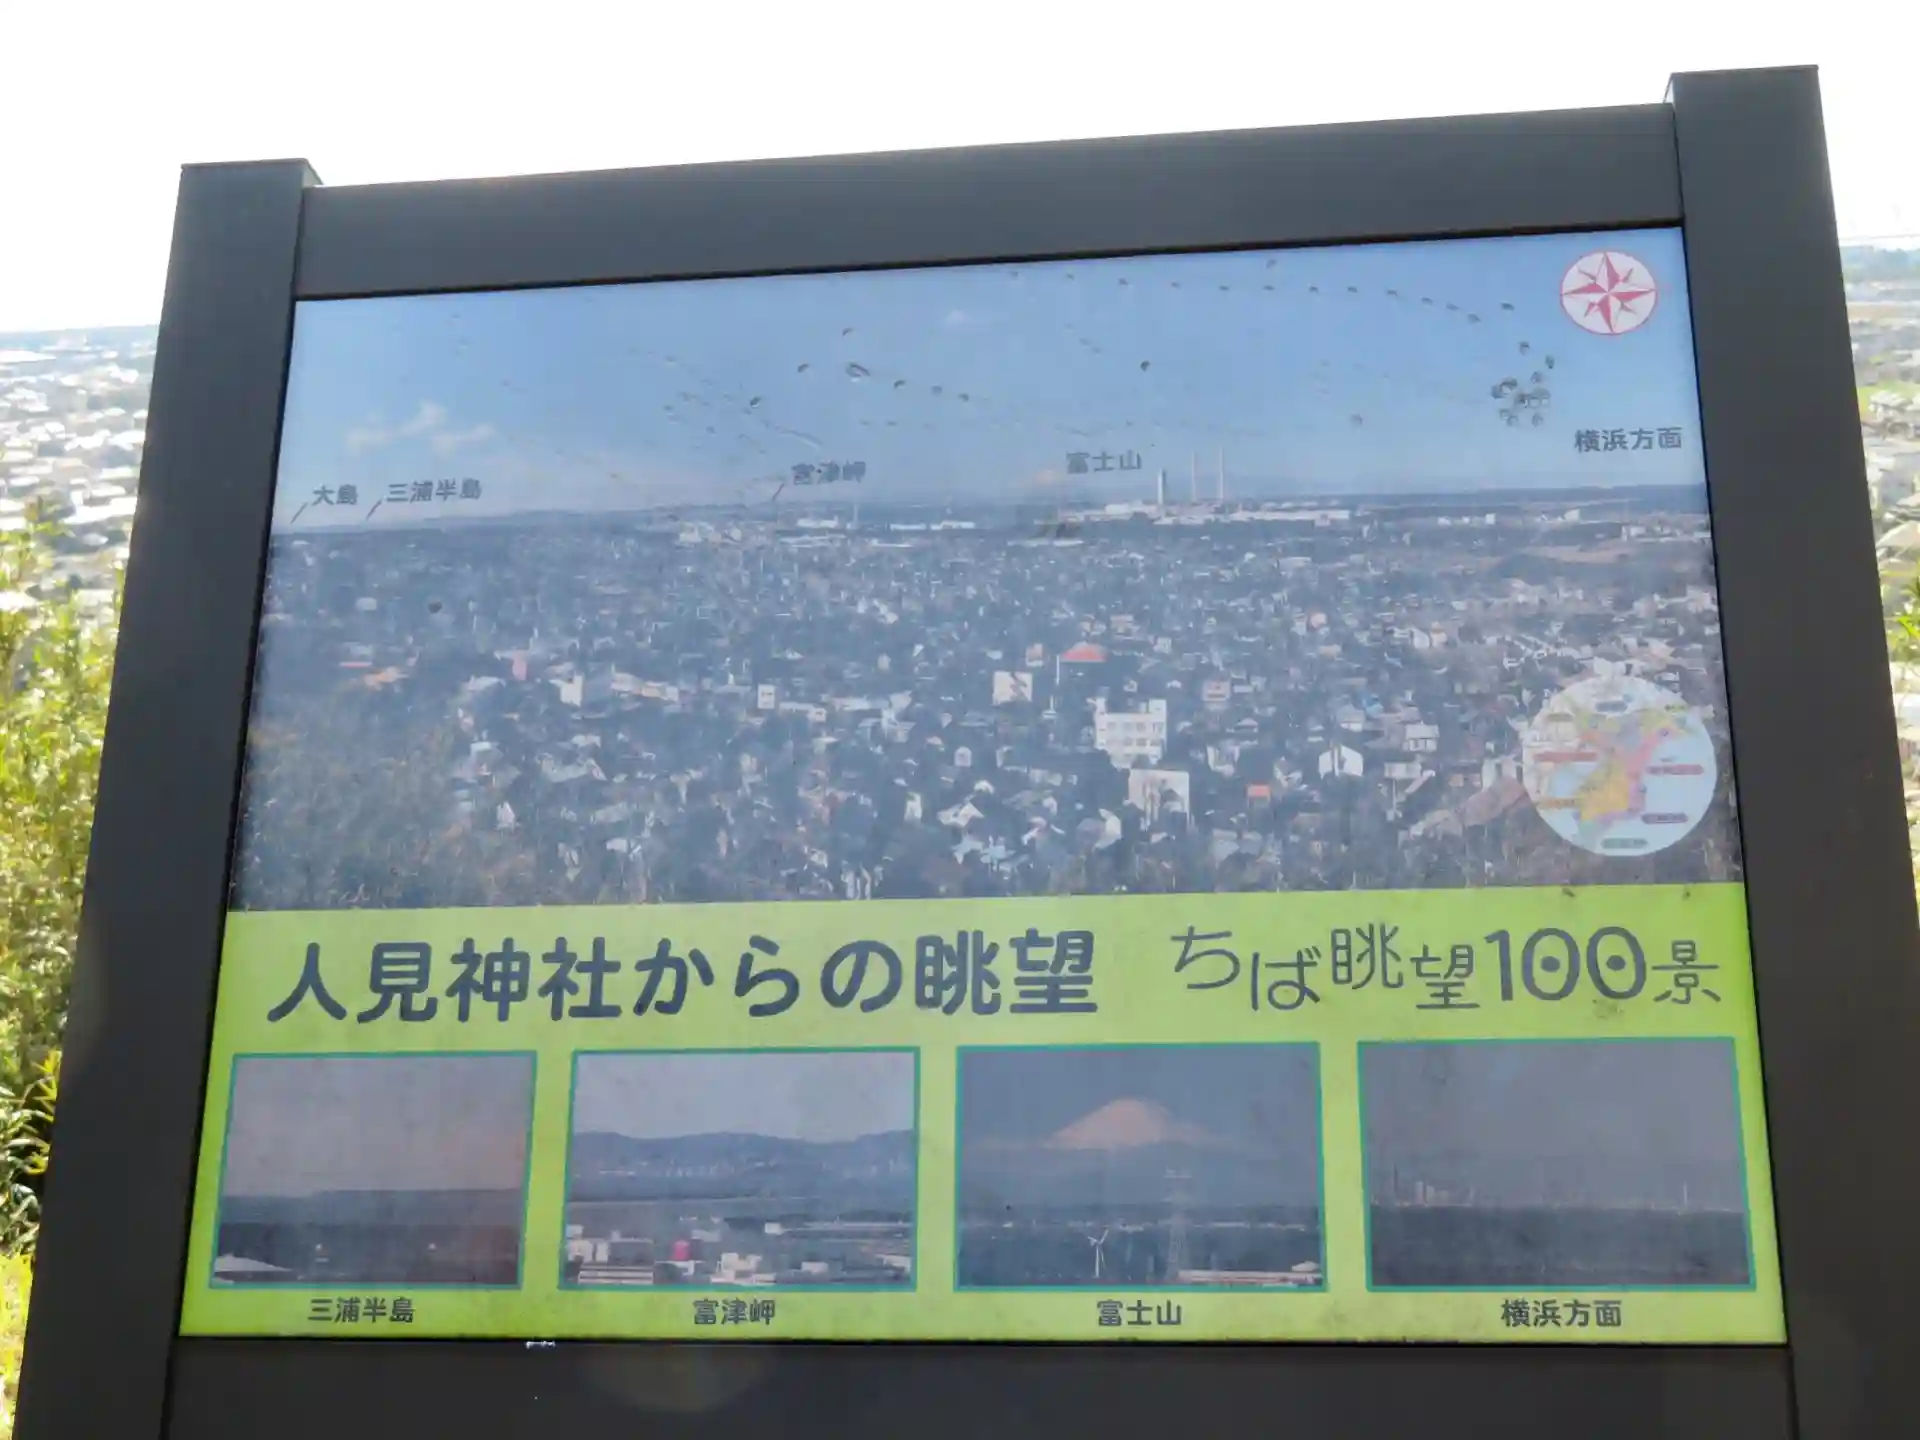 横浜方面
富士山
富津岬
大島
三浦半島
人見神社からの眺望
ちば眺望100景
三浦半島
富津岬
富士山
横浜方面